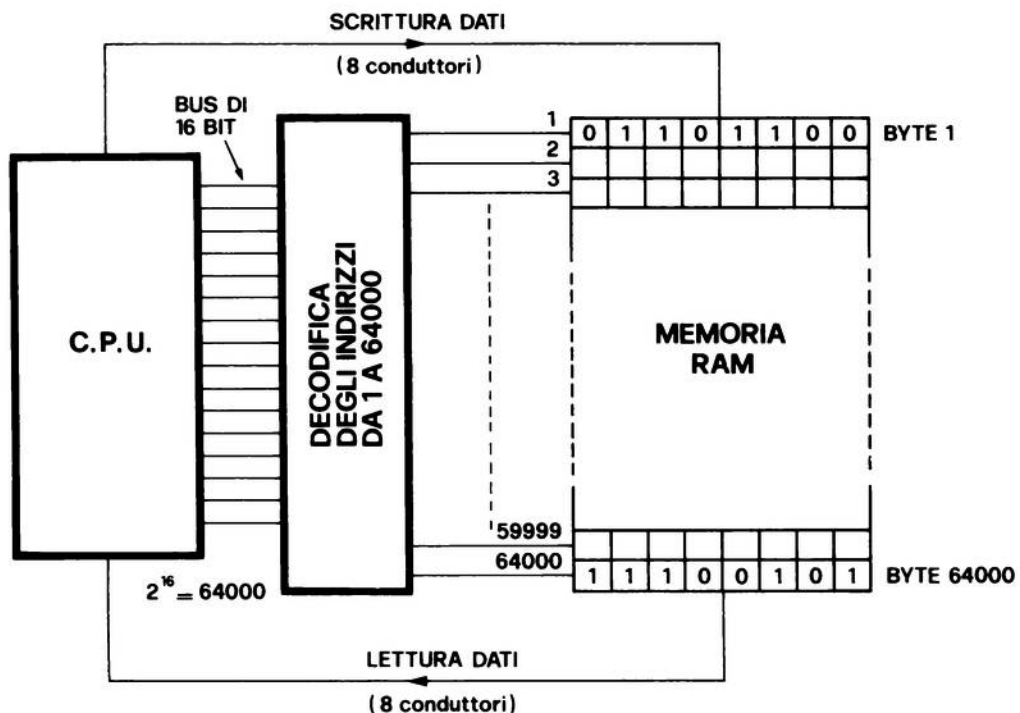 SCRITTURA DATI
(8 conduttori)
BUS DI
16 BIT
C.P.U.
DECODIFICA
DEGLI INDIRIZZI
DA 1 A 64000
1
0 1 1 0 1 1 0 0
BYTE 1
2
3
MEMORIA
RAM
59999
64000
1 1 1 0 0 1 0 1
BYTE 64000
2¹⁶ = 64000
LETTURA DATI
(8 conduttori)